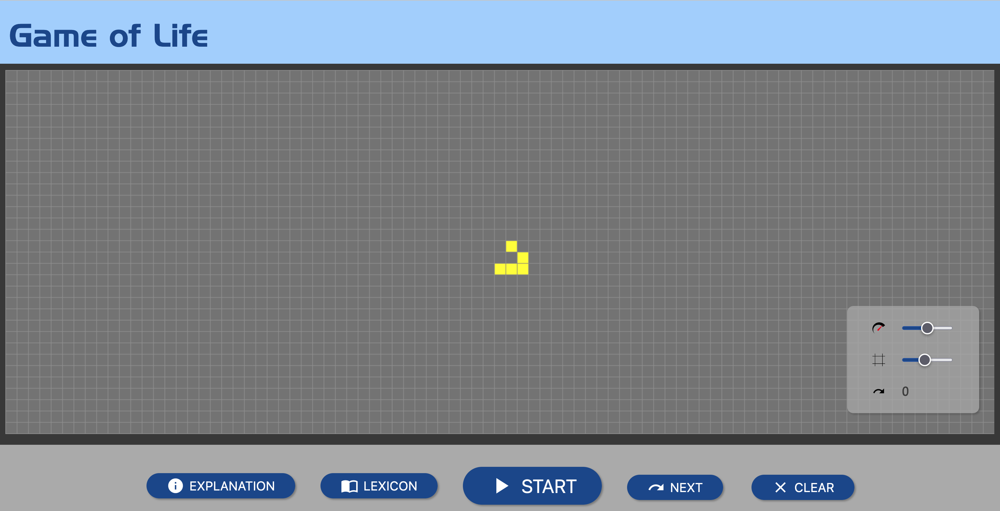 Game of Life
0
EXPLANATION
LEXICON
START
NEXT
CLEAR